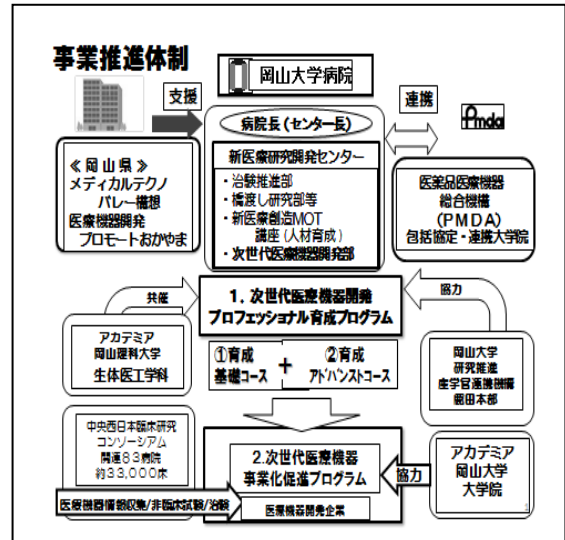 事業推進体制
岡山大学病院
支援
連携
pmda
病院長(センター長)
新医療研究開発センター
・治験推進部
・橋渡し研究部等
・新医療創造MOT
講座(人材育成)
・次世代医療機器開発部
《岡山県》
メディカルテクノ
バレー構想
医療機器開発
プロモートおかやま
医薬品医療機器
総合機構
(PMDA)
包括協定・連携大学院
共催
1.次世代医療機器開発
プロフェッショナル育成プログラム
協力
アカデミア
岡山理科大学
生体医工学科
①育成
基礎コース
+
②育成
アドバンストコース
岡山大学
研究推進
産学官連携機構
鹿田本部
中央西日本臨床研究
コンソーシアム
関連83病院
約33,000床
2.次世代医療機器
事業化促進プログラム
協力
アカデミア
岡山大学
大学院
医療機器情報収集/非臨床試験/治験
医療機器開発企業